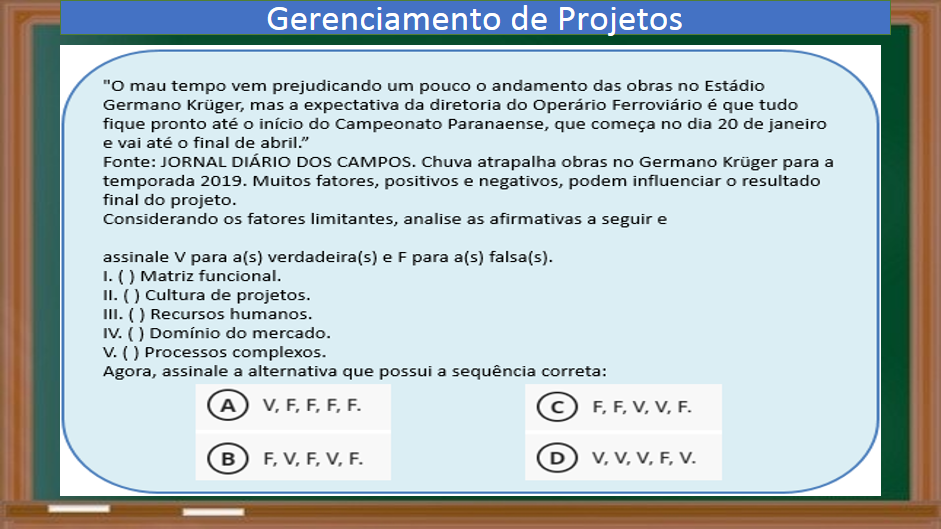 Gerenciamento de Projetos
"O mau tempo vem prejudicando um pouco o andamento das obras no Estádio
Germano Krüger, mas a expectativa da diretoria do Operário Ferroviário é que tudo
fique pronto até o início do Campeonato Paranaense, que começa no dia 20 de janeiro
e vai até o final de abril.”
Fonte: JORNAL DIÁRIO DOS CAMPOS. Chuva atrapalha obras no Germano Krüger para a
temporada 2019. Muitos fatores, positivos e negativos, podem influenciar o resultado
final do projeto.
Considerando os fatores limitantes, analise as afirmativas a seguir e
assinale V para a(s) verdadeira(s) e F para a(s) falsa(s).
I. ( ) Matriz funcional.
II. ( ) Cultura de projetos.
III. ( ) Recursos humanos.
IV. ( ) Domínio do mercado.
V. ( ) Processos complexos.
Agora, assinale a alternativa que possui a sequência correta:
A V, F, F, F, F.
B F, V, F, V, F.
C F, F, V, V, F.
D V, V, V, F, V.